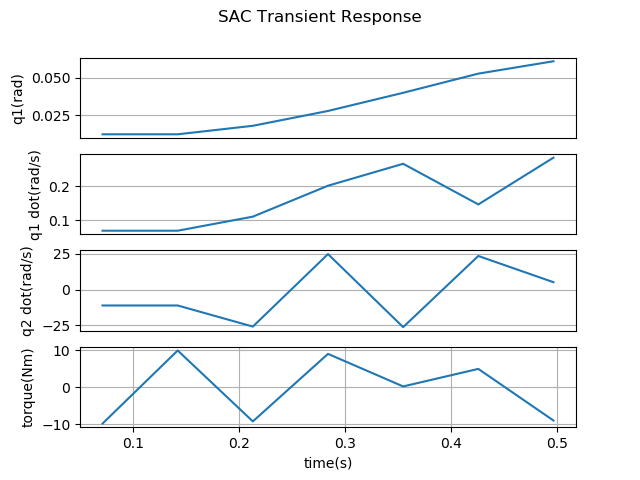 SAC Transient Response
q1(rad)
0.050
0.025
q1 dot(rad/s)
0.2
0.1
q2 dot(rad/s)
25
0
−25
torque(Nm)
10
0
−10
0.1 0.2 0.3 0.4 0.5
time(s)